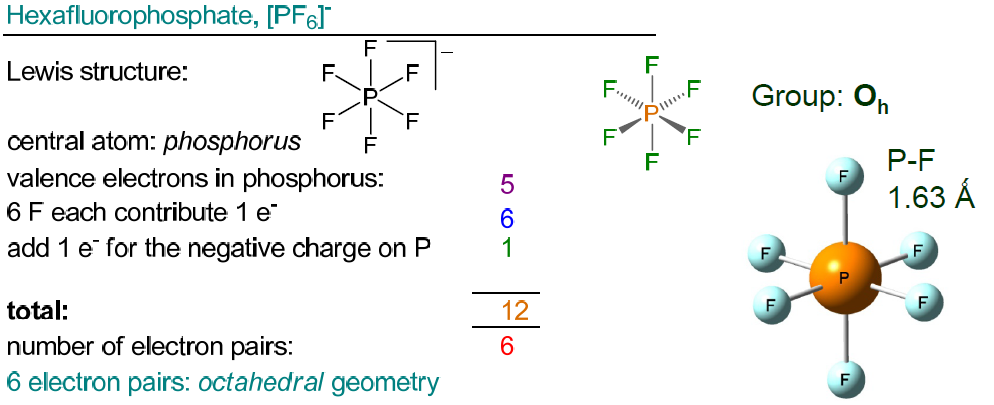 Hexafluorophosphate, [PF6]-
Lewis structure:
F
F F
P
F F
F
–
F
F F
P
F F
F
Group: Oh
central atom: phosphorus
valence electrons in phosphorus: 5
6 F each contribute 1 e- 6
add 1 e- for the negative charge on P 1
total: 12
number of electron pairs: 6
6 electron pairs: octahedral geometry
P-F
1.63 Ǻ
F
F F
P
F F
F